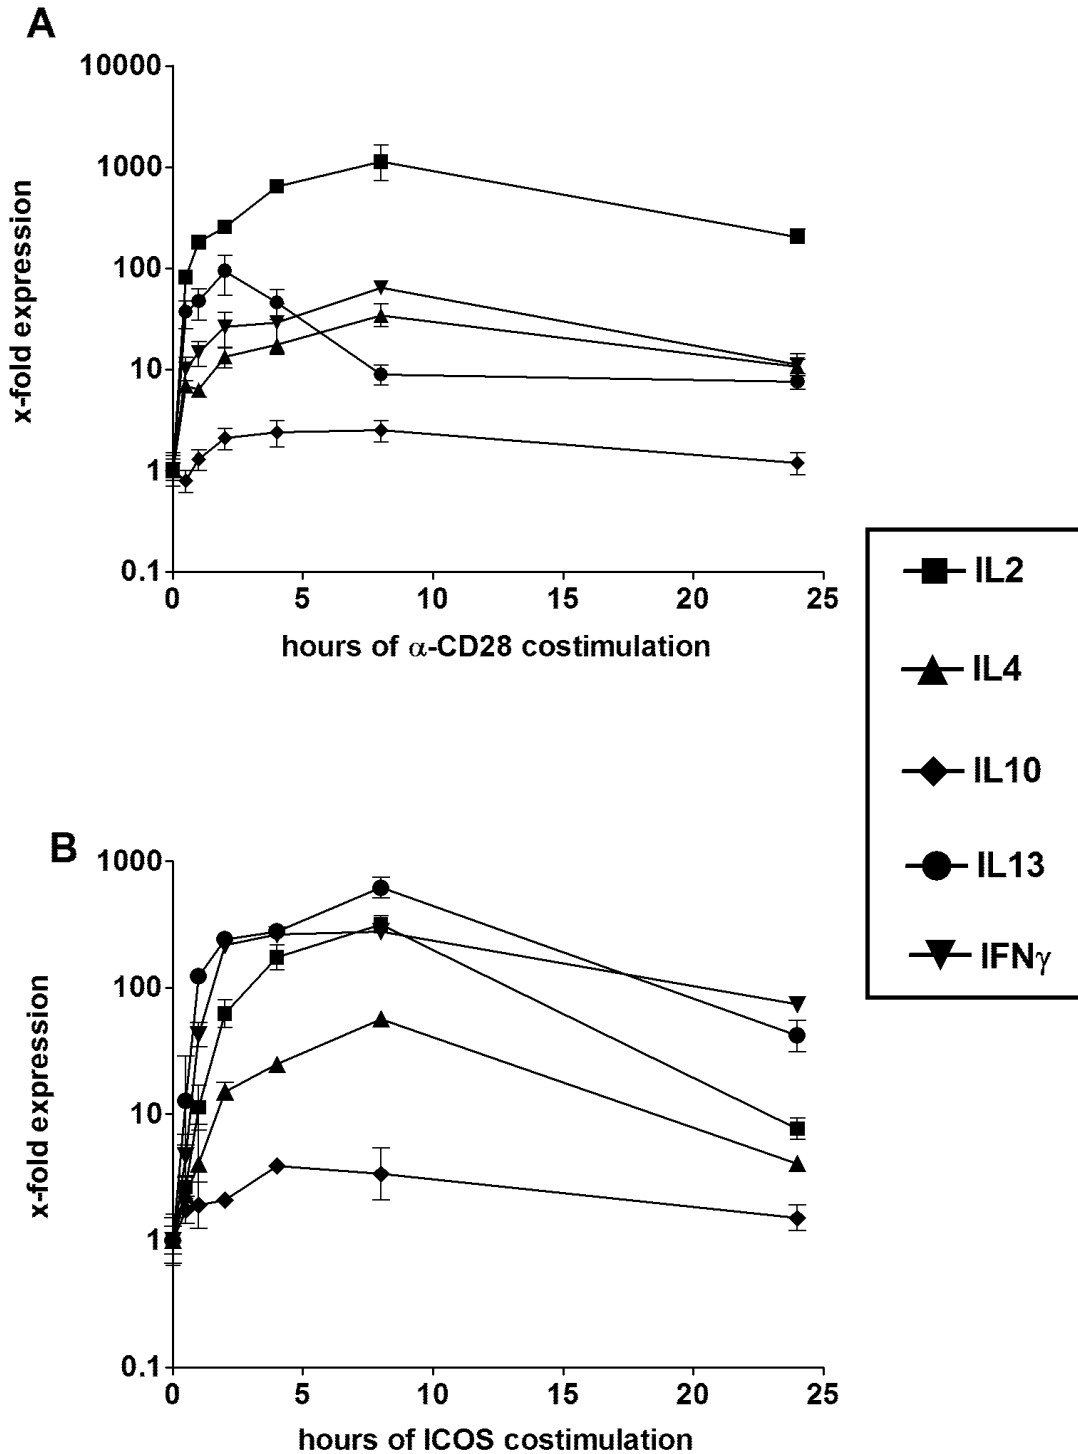 A
10000
1000
100
10
1
0.1
x-fold expression
0 5 10 15 20 25
hours of α-CD28 costimulation
IL2
IL4
IL10
IL13
IFNγ
B
1000
100
10
1
0.1
x-fold expression
0 5 10 15 20 25
hours of ICOS costimulation